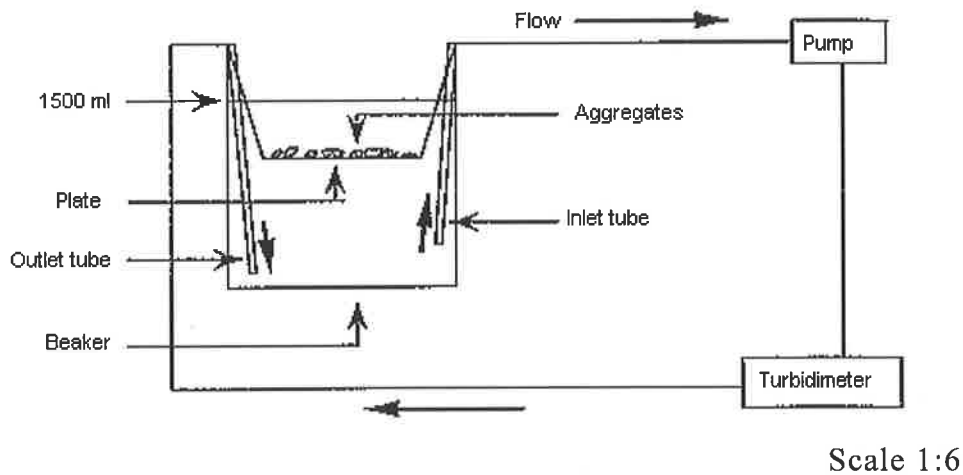 Flow
Pump
1500 ml
Aggregates
Plate
Inlet tube
Outlet tube
Beaker
Turbidimeter
Scale 1:6